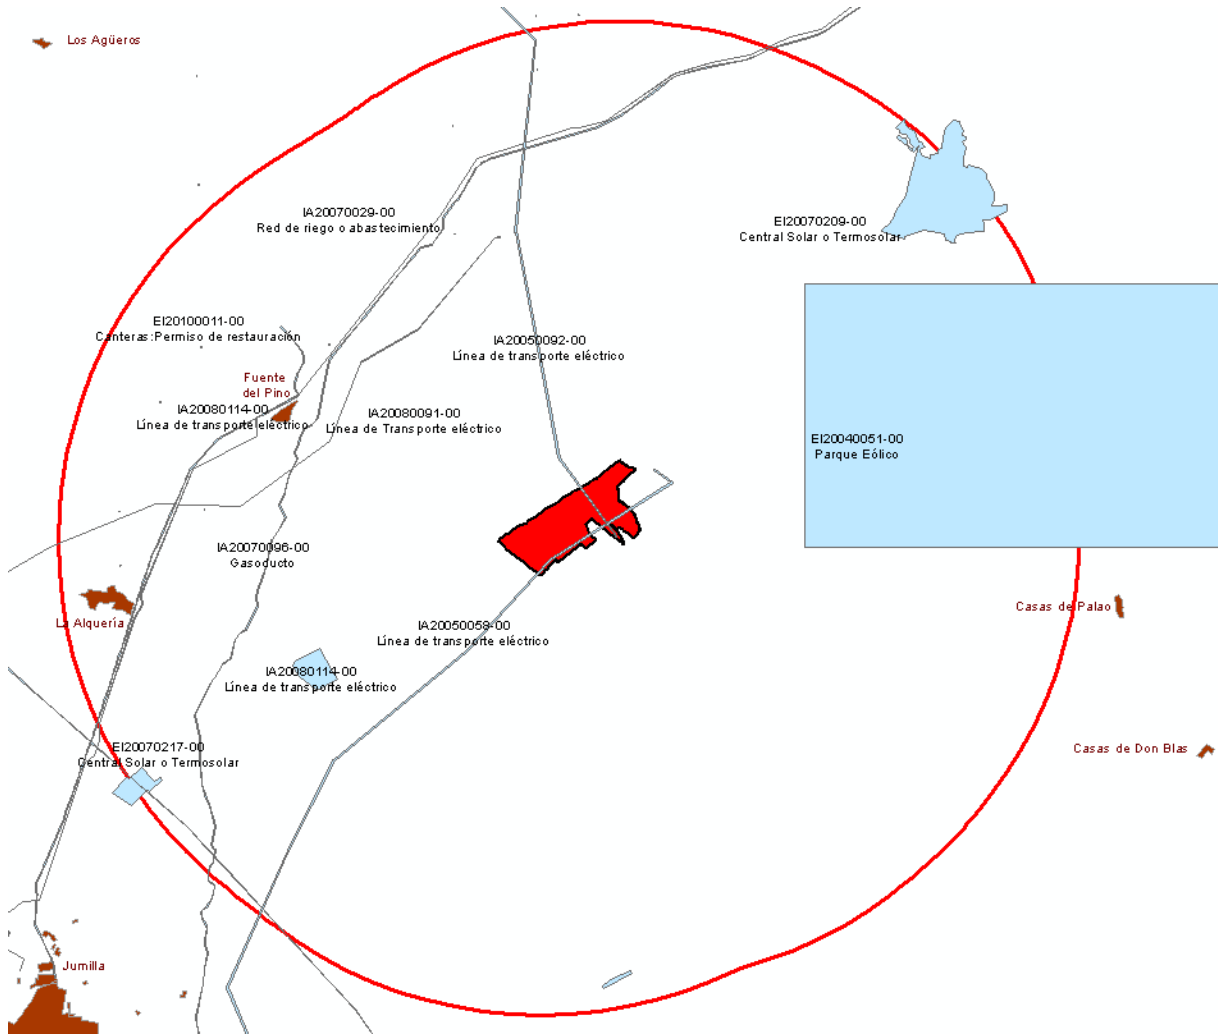 Los Agüeros
IA20070029-00
Red de riego o abastecimiento
EI20070209-00
Central Solar o Termosolar
EI20100011-00
Canteras:Permiso de restauración
IA20050092-00
Línea de transporte eléctrico
Fuente
del Pino
IA20080114-00
Línea de transporte eléctrico
IA20080091-00
Línea de Transporte eléctrico
EI20040051-00
Parque Eólico
IA20070096-00
Gasoducto
La Alquería
IA20050058-00
Línea de transporte eléctrico
Casas de Palao
IA20080114-00
Línea de transporte eléctrico
EI20070217-00
Central Solar o Termosolar
Casas de Don Blas
Jumilla